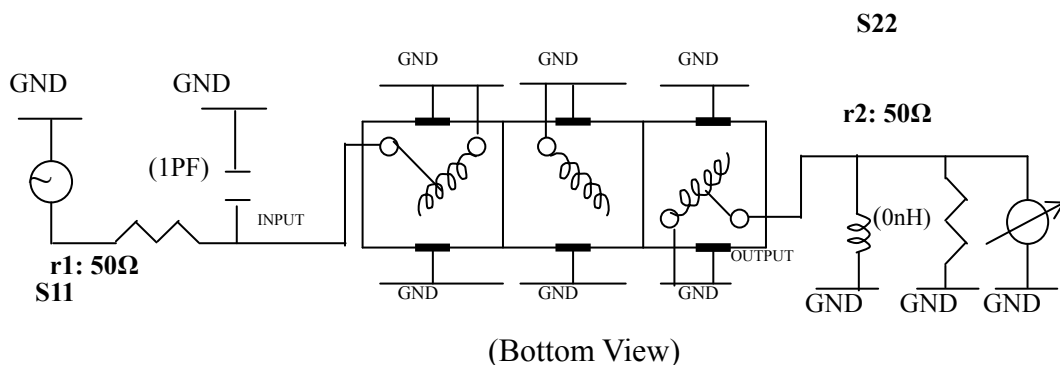 S22
GND
GND
GND
GND
GND
r2: 50Ω
(1PF)
INPUT
(0nH)
r1: 50Ω
S11
OUTPUT
GND
GND
GND
GND
GND
GND
(Bottom View)